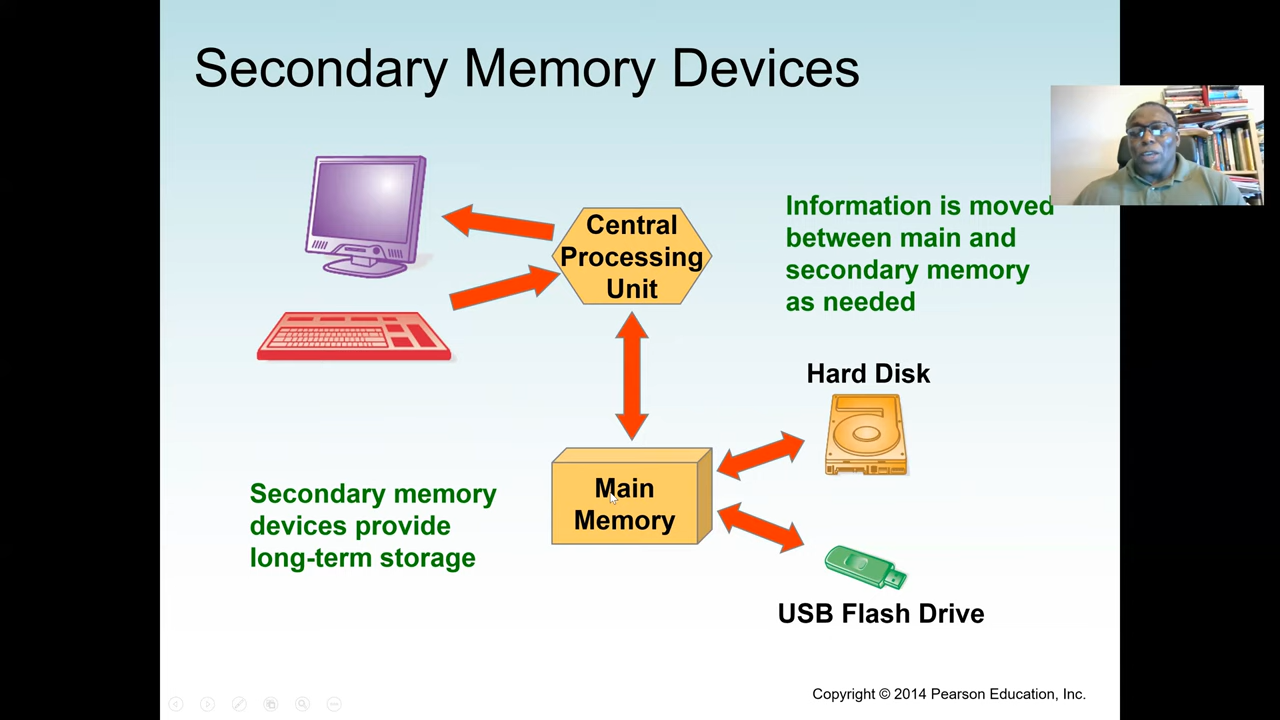 Secondary Memory Devices
Central
Processing
Unit
Information is moved
between main and
secondary memory
as needed
Hard Disk
Main
Memory
Secondary memory
devices provide
long-term storage
USB Flash Drive
Copyright © 2014 Pearson Education, Inc.